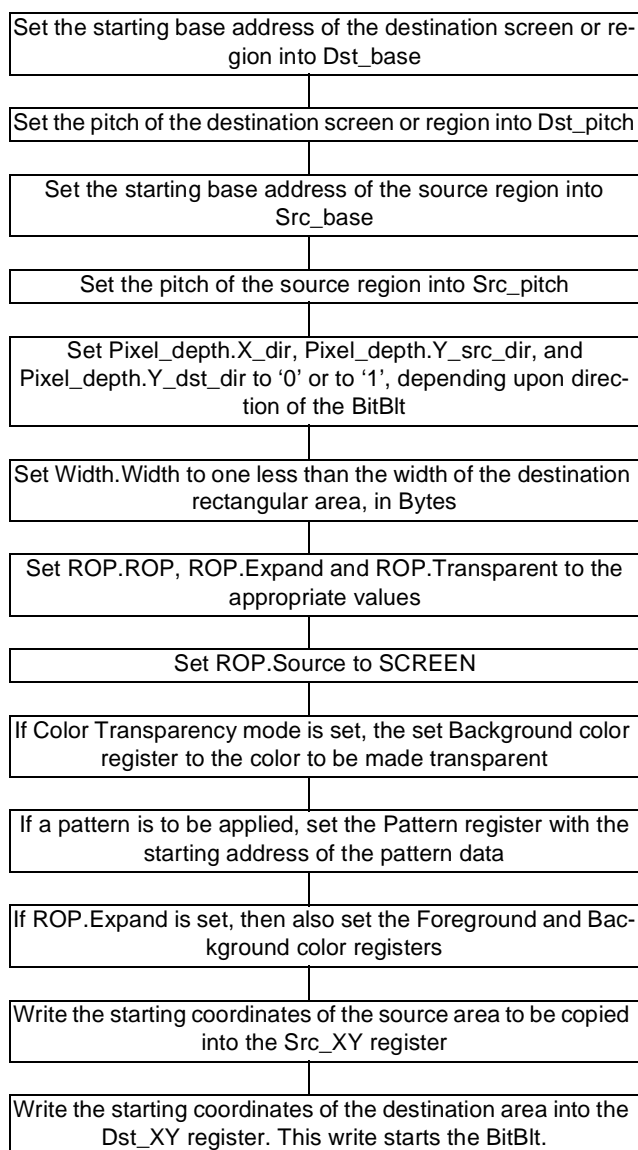 Set the starting base address of the destination screen or re-
gion into Dst_base
Set the pitch of the destination screen or region into Dst_pitch
Set the starting base address of the source region into
Src_base
Set the pitch of the source region into Src_pitch
Set Pixel_depth.X_dir, Pixel_depth.Y_src_dir, and
Pixel_depth.Y_dst_dir to ‘0’ or to ‘1’, depending upon direc-
tion of the BitBlt
Set Width.Width to one less than the width of the destination
rectangular area, in Bytes
Set ROP.ROP, ROP.Expand and ROP.Transparent to the
appropriate values
Set ROP.Source to SCREEN
If Color Transparency mode is set, the set Background color
register to the color to be made transparent
If a pattern is to be applied, set the Pattern register with the
starting address of the pattern data
If ROP.Expand is set, then also set the Foreground and Bac-
kground color registers
Write the starting coordinates of the source area to be copied
into the Src_XY register
Write the starting coordinates of the destination area into the
Dst_XY register. This write starts the BitBlt.